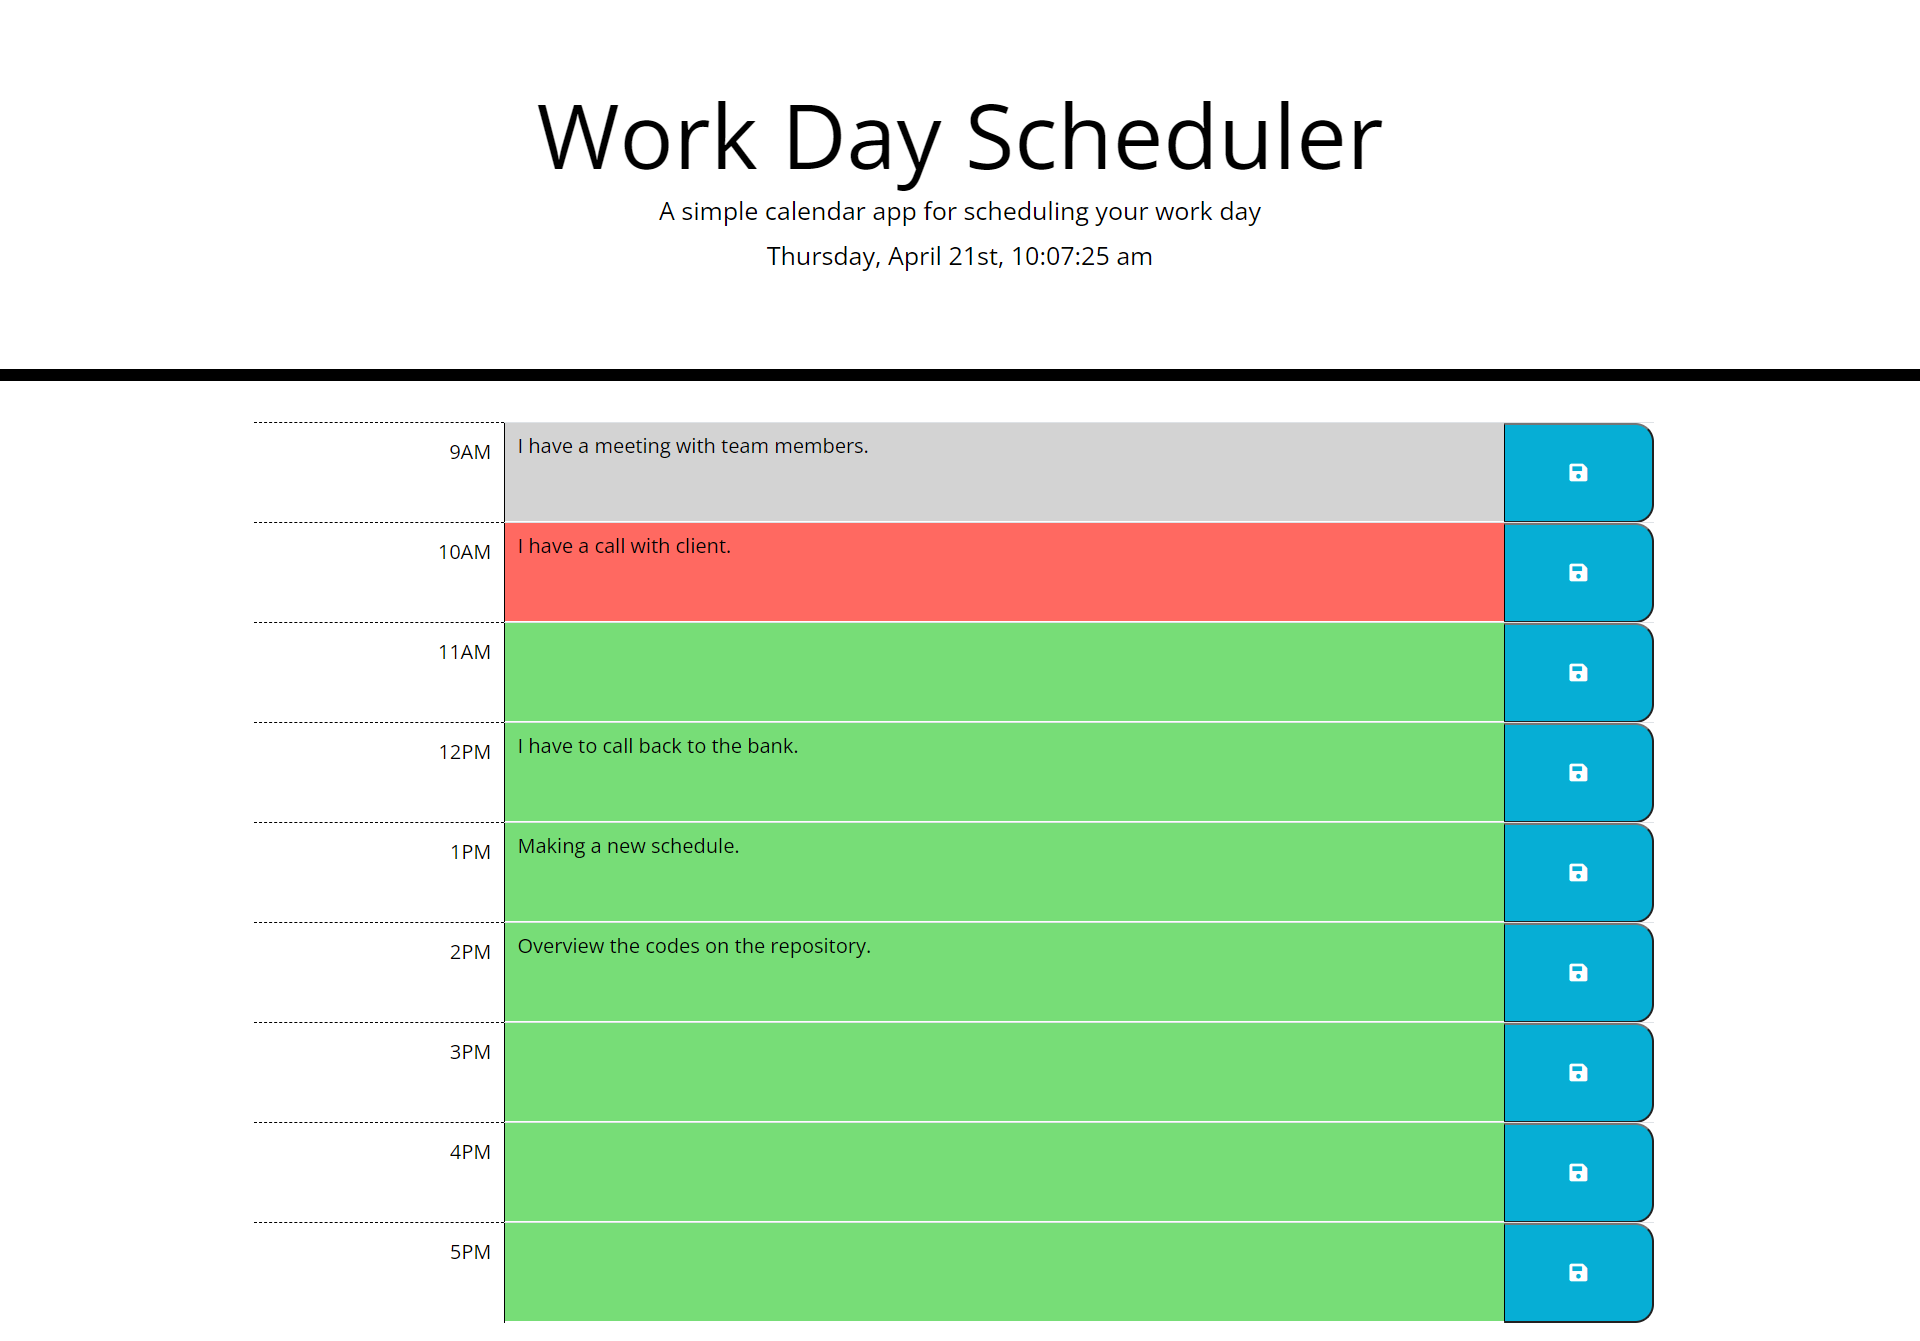 Work Day Scheduler
A simple calendar app for scheduling your work day
Thursday, April 21st, 10:07:25 am
9AM
I have a meeting with team members.
10AM
I have a call with client.
11AM
12PM
I have to call back to the bank.
1PM
Making a new schedule.
2PM
Overview the codes on the repository.
3PM
4PM
5PM